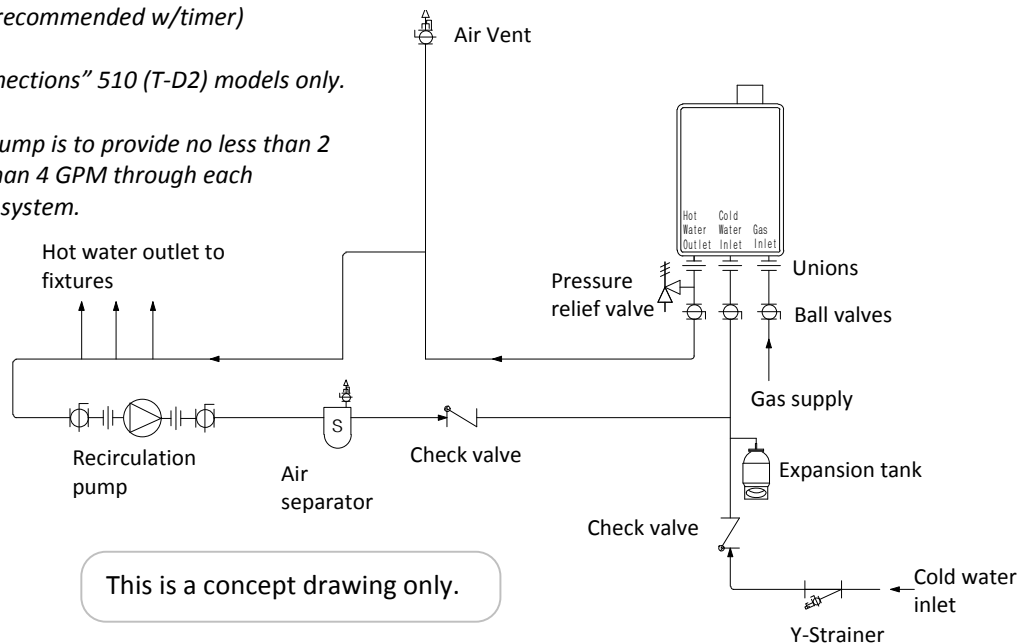 recommended w/timer)
Air Vent
nections” 510 (T-D2) models only.
ump is to provide no less than 2
han 4 GPM through each
system.
Hot water outlet to
fixtures
Hot Cold
Water Water Gas
Outlet Inlet Inlet
Unions
Pressure
relief valve
Ball valves
Gas supply
Recirculation
pump
S
Air
separator
Check valve
Expansion tank
Check valve
This is a concept drawing only.
Cold water
inlet
Y-Strainer